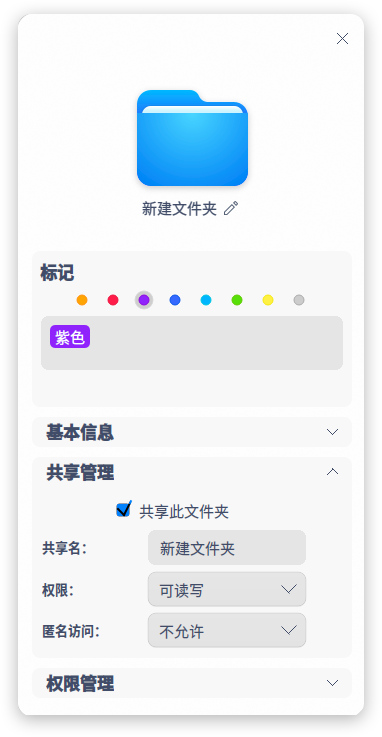 新建文件夹
标记
紫色
基本信息
共享管理
共享此文件夹
共享名：
新建文件夹
权限：
可读写
匿名访问：
不允许
权限管理